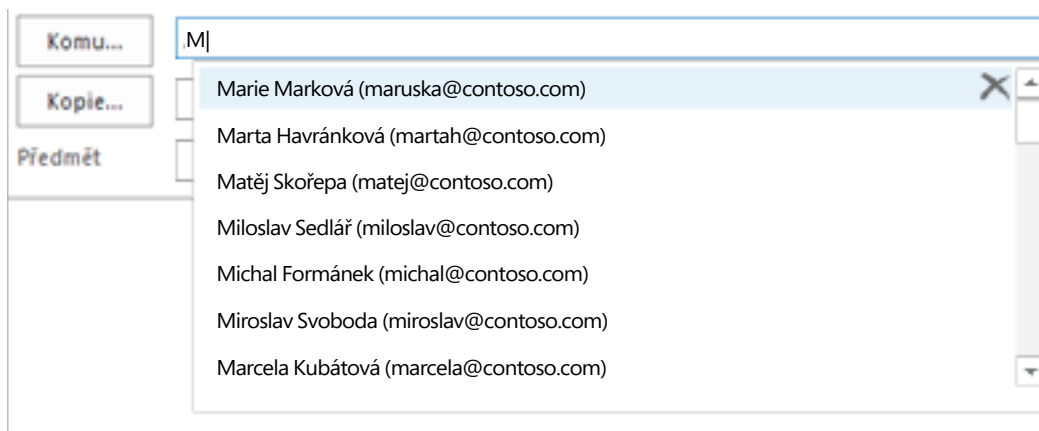 Komu... M
Marie Marková (maruska@contoso.com)
Kopie...
Marta Havránková (martah@contoso.com)
Předmět
Matěj Skořepa (matej@contoso.com)
Miloslav Sedlář (miloslav@contoso.com)
Michal Formánek (michal@contoso.com)
Miroslav Svoboda (miroslav@contoso.com)
Marcela Kubátová (marcela@contoso.com)